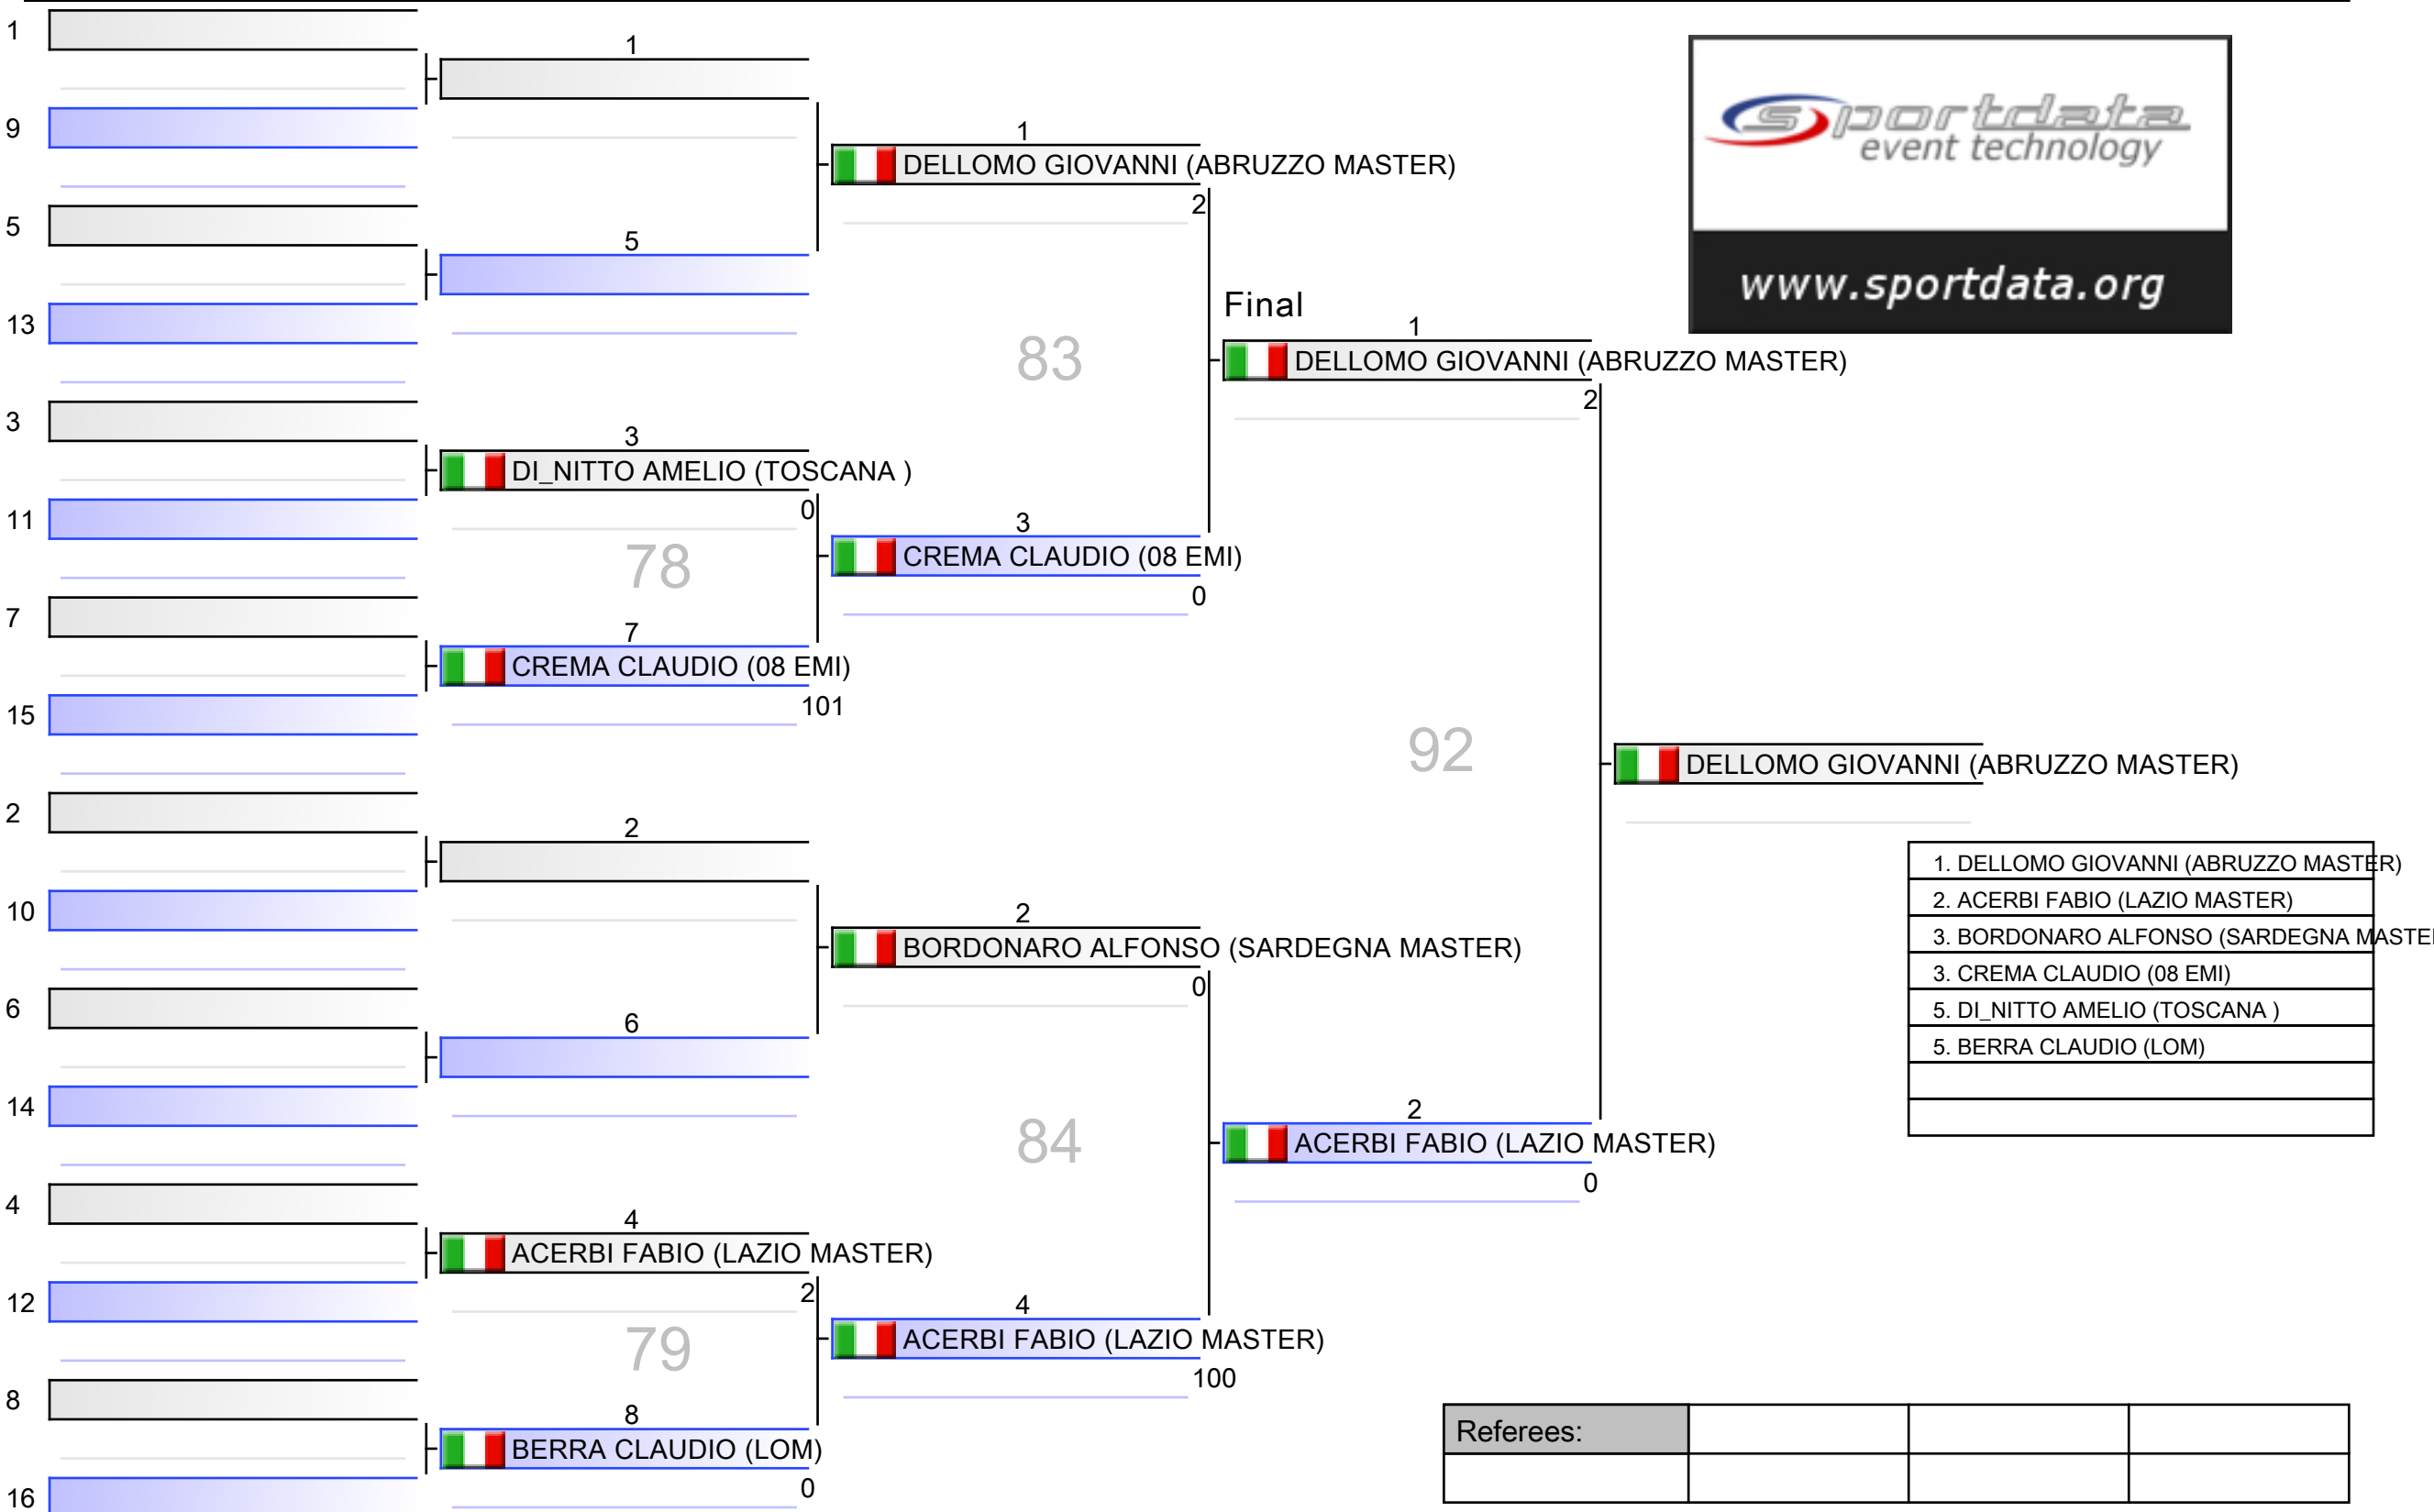 1
1
9
1
DELLOMO GIOVANNI (ABRUZZO MASTER)
2
sportdata
event technology
www.sportdata.org
5
5
13
83
Final
1
DELLOMO GIOVANNI (ABRUZZO MASTER)
2
3
3
DI_NITTO AMELIO (TOSCANA )
0
11
3
CREMA CLAUDIO (08 EMI)
0
78
7
7
CREMA CLAUDIO (08 EMI)
101
15
92
DELLOMO GIOVANNI (ABRUZZO MASTER)
2
2
10
2
BORDONARO ALFONSO (SARDEGNA MASTER)
0
1. DELLOMO GIOVANNI (ABRUZZO MASTER)
2. ACERBI FABIO (LAZIO MASTER)
3. BORDONARO ALFONSO (SARDEGNA MASTE
3. CREMA CLAUDIO (08 EMI)
5. DI_NITTO AMELIO (TOSCANA )
5. BERRA CLAUDIO (LOM)
6
6
14
84
2
ACERBI FABIO (LAZIO MASTER)
0
4
4
ACERBI FABIO (LAZIO MASTER)
2
12
4
ACERBI FABIO (LAZIO MASTER)
100
79
8
8
BERRA CLAUDIO (LOM)
0
16
Referees: